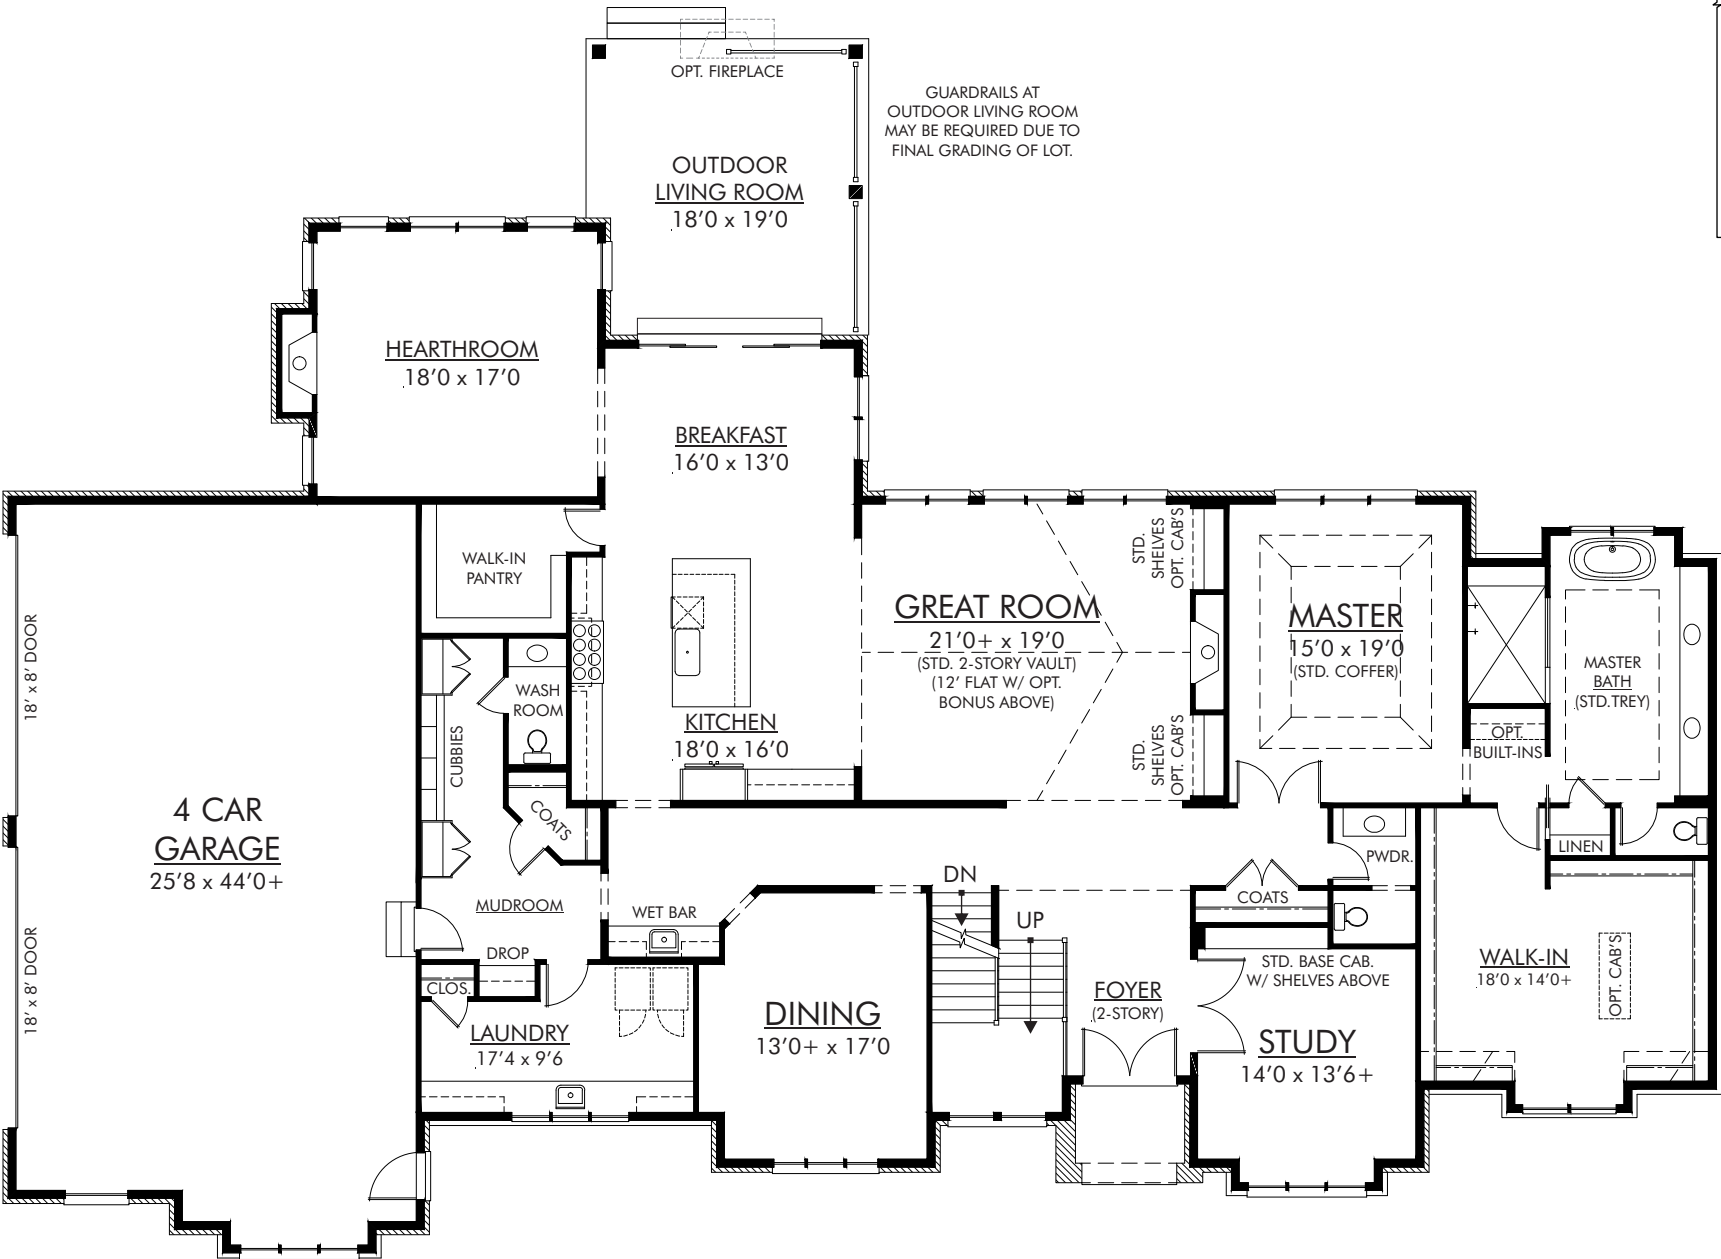 OPT. FIREPLACE
GUARDRAILS AT
OUTDOOR LIVING ROOM
MAY BE REQUIRED DUE TO
FINAL GRADING OF LOT.
OUTDOOR
LIVING ROOM
18'0 x 19'0
HEARTHROOM
18'0 x 17'0
BREAKFAST
16'0 x 13'0
WALK-IN
PANTRY
18' x 8' DOOR
GREAT ROOM
21'0+ x 19'0
(STD. 2-STORY VAULT)
(12' FLAT W/ OPT.
BONUS ABOVE)
STD.
SHELVES
OPT. CAB'S
MASTER
15'0 x 19'0
(STD. COFFER)
MASTER
BATH
(STD.TREY)
WASH
ROOM
CUBBIES
KITCHEN
18'0 x 16'0
STD.
SHELVES
OPT. CAB'S
OPT.
BUILT-INS
4 CAR
GARAGE
25'8 x 44'0+
COATS
LINEN
PWDR.
DN
COATS
MUDROOM
WET BAR
UP
DROP
STD. BASE CAB.
W/ SHELVES ABOVE
WALK-IN
18'0 x 14'0+
OPT. CAB'S
18' x 8' DOOR
CLOS.
FOYER
(2-STORY)
LAUNDRY
17'4 x 9'6
DINING
13'0+ x 17'0
STUDY
14'0 x 13'6+